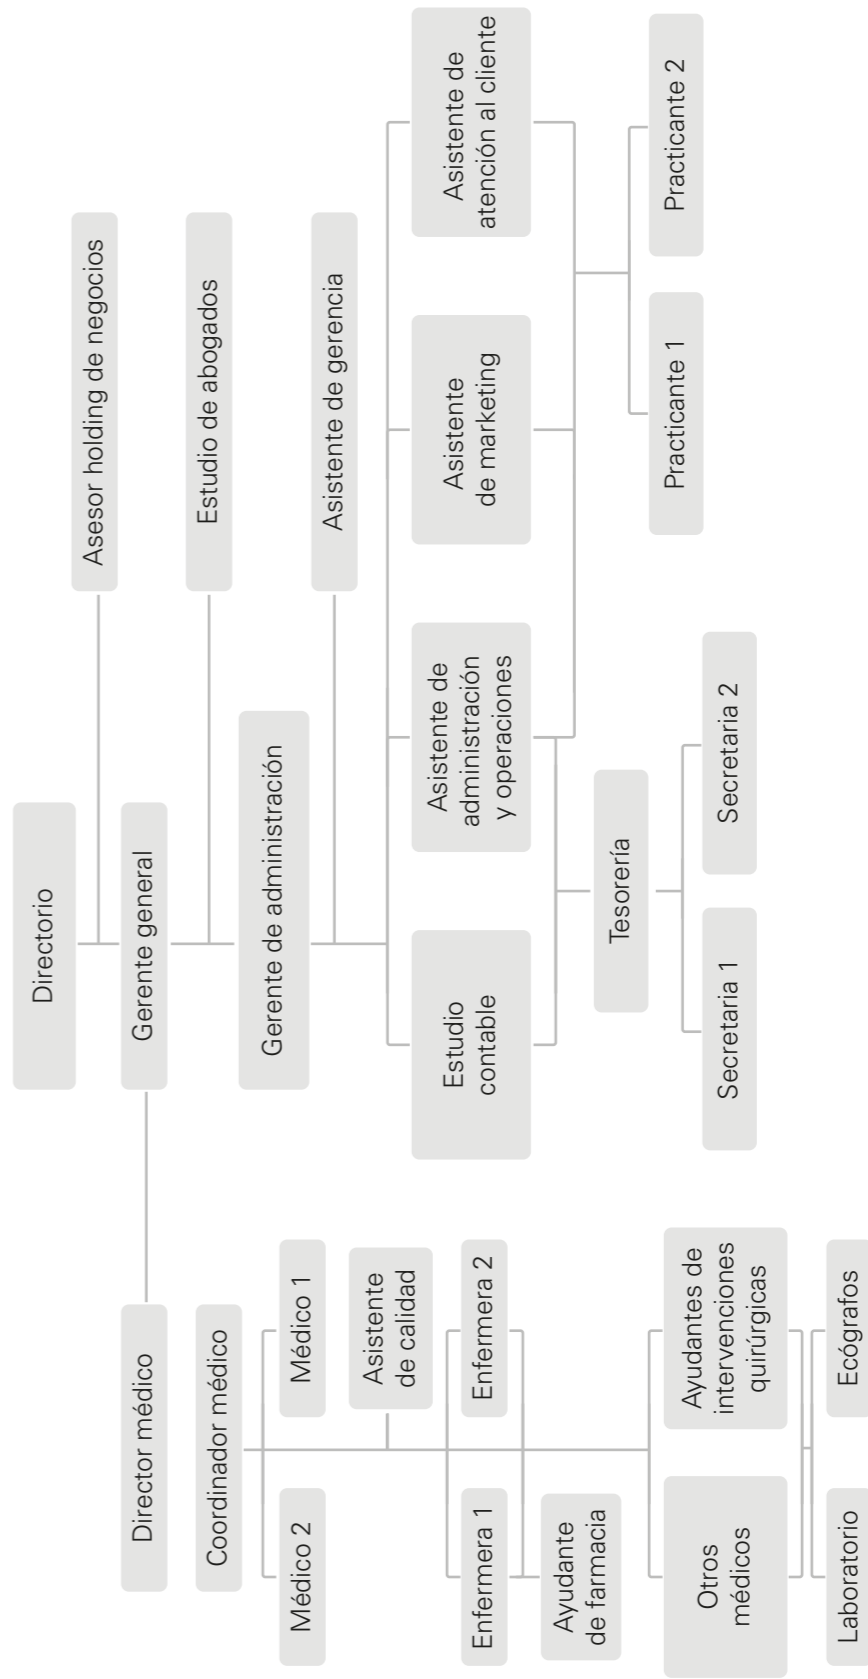 Directorio
Asesor holding de negocios
Director médico
Gerente general
Estudio de abogados
Coordinador médico
Gerente de administración
Médico 2
Médico 1
Asistente de gerencia
Asistente
de calidad
Estudio
contable
Asistente de
administración
y operaciones
Asistente
de marketing
Asistente de
atención al cliente
Enfermera 1
Enfermera 2
Ayudante
de farmacia
Tesorería
Practicante 1
Practicante 2
Otros
médicos
Ayudantes de
intervenciones
quirúrgicas
Secretaria 1
Secretaria 2
Laboratorio
Ecógrafos